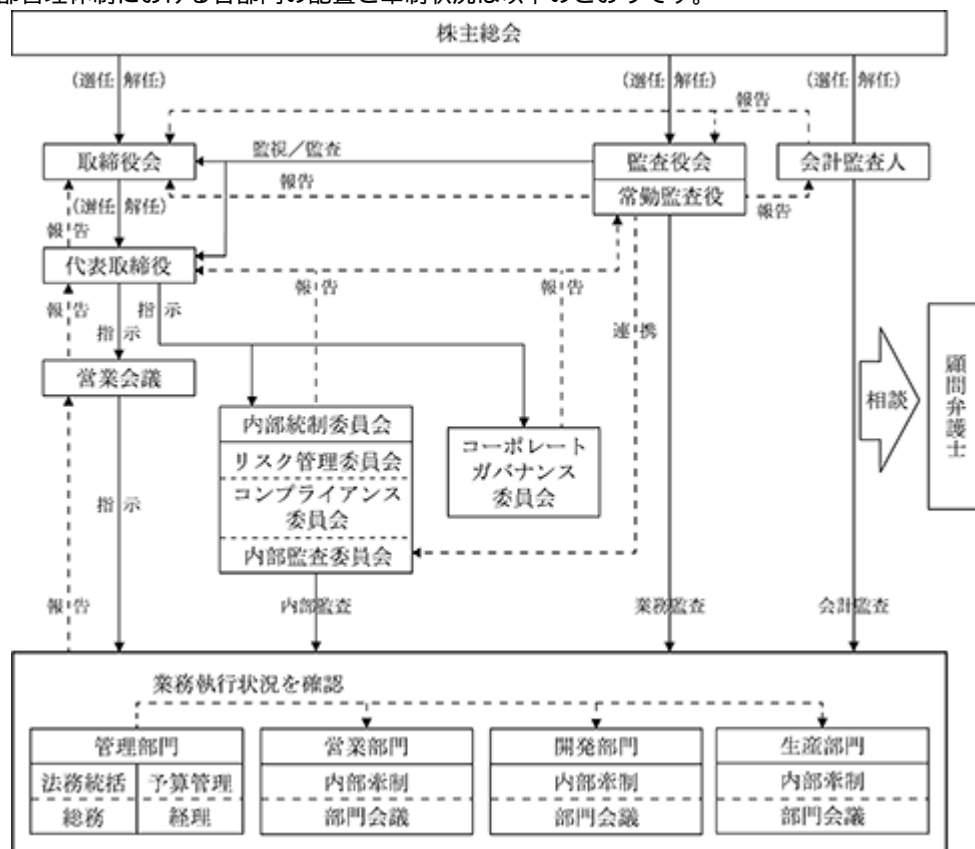 部管理体制における各部門の配置と牽制状況は以下のとおりです。
株主総会
(選任 解任)
(選任 解任)
(選任 解任)
報告
取締役会
監視／監査
監査役会
会計監査人
報告
常勤監査役
報告
(選任 解任)
報告
代表取締役
報告
指示
報告
報告
連携
指示
営業会議
相談
顧問弁護士
内部統制委員会
リスク管理委員会
コンプライアンス
委員会
内部監査委員会
コーポレート
ガバナンス
委員会
指示
報告
内部監査
業務監査
会計監査
業務執行状況を確認
管理部門
営業部門
開発部門
生産部門
法務統括
予算管理
内部牽制
内部牽制
内部牽制
総務
経理
部門会議
部門会議
部門会議